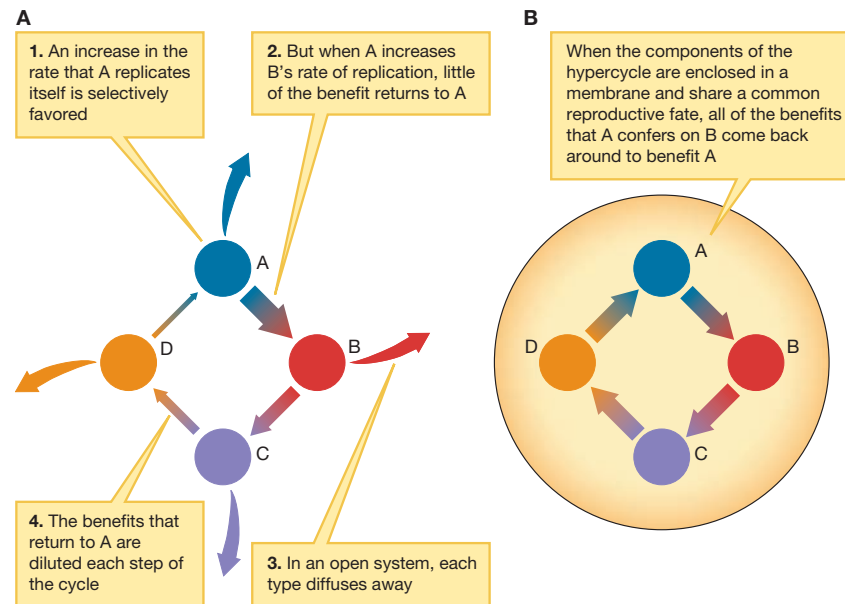 A
1. An increase in the
rate that A replicates
itself is selectively
favored
2. But when A increases
B's rate of replication, little
of the benefit returns to A
A
B
C
D
4. The benefits that
return to A are
diluted each step of
the cycle
3. In an open system, each
type diffuses away
B
When the components of the
hypercycle are enclosed in a
membrane and share a common
reproductive fate, all of the benefits
that A confers on B come back
around to benefit A
A
B
C
D